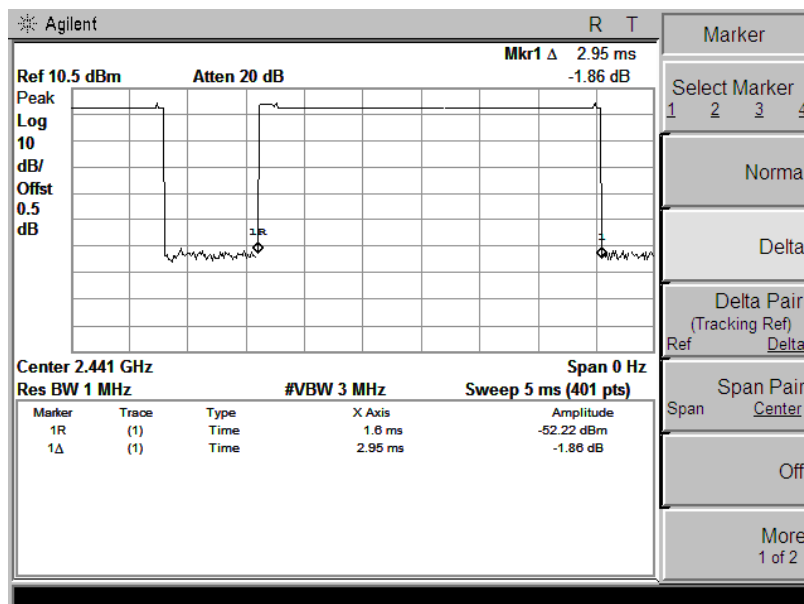 Agilent R T
Mkr1 Δ 2.95 ms
Ref 10.5 dBm Atten 20 dB -1.86 dB
Peak
Log
10
dB/
Offst
0.5
dB
1R
1
Center 2.441 GHz Span 0 Hz
Res BW 1 MHz #VBW 3 MHz Sweep 5 ms (401 pts)
Marker Trace Type X Axis Amplitude
1R (1) Time 1.6 ms -52.22 dBm
1Δ (1) Time 2.95 ms -1.86 dB
Marker
Select Marker
1 2 3 4
Norma
Delta
Delta Pair
(Tracking Ref)
Ref Delta
Span Pair
Span Center
Off
More
1 of 2